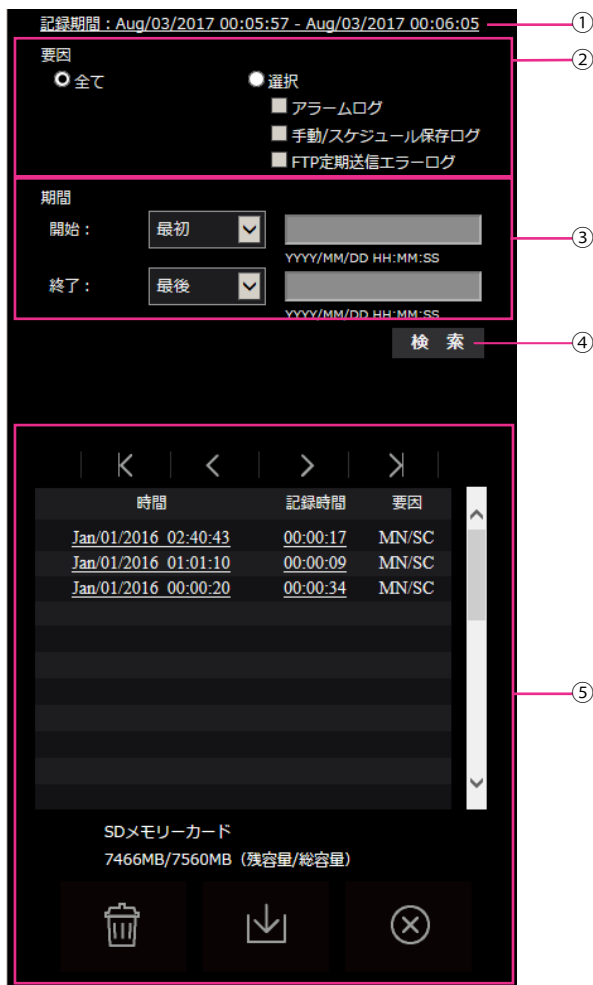 記録期間 : Aug/03/2017 00:05:57 - Aug/03/2017 00:06:05 ①
要因 ②
全て 選択
アラームログ
手動/スケジュール保存ログ
FTP定期送信エラーログ
期間
開始 : 最初 ③
YYYY/MM/DD HH:MM:SS
終了 : 最後
YYYY/MM/DD HH:MM:SS
検 索 ④
時間 記録時間 要因
Jan/01/2016 02:40:43 00:00:17 MN/SC
Jan/01/2016 01:01:10 00:00:09 MN/SC
Jan/01/2016 00:00:20 00:00:34 MN/SC
⑤
SDメモリーカード
7466MB/7560MB（残容量/総容量）